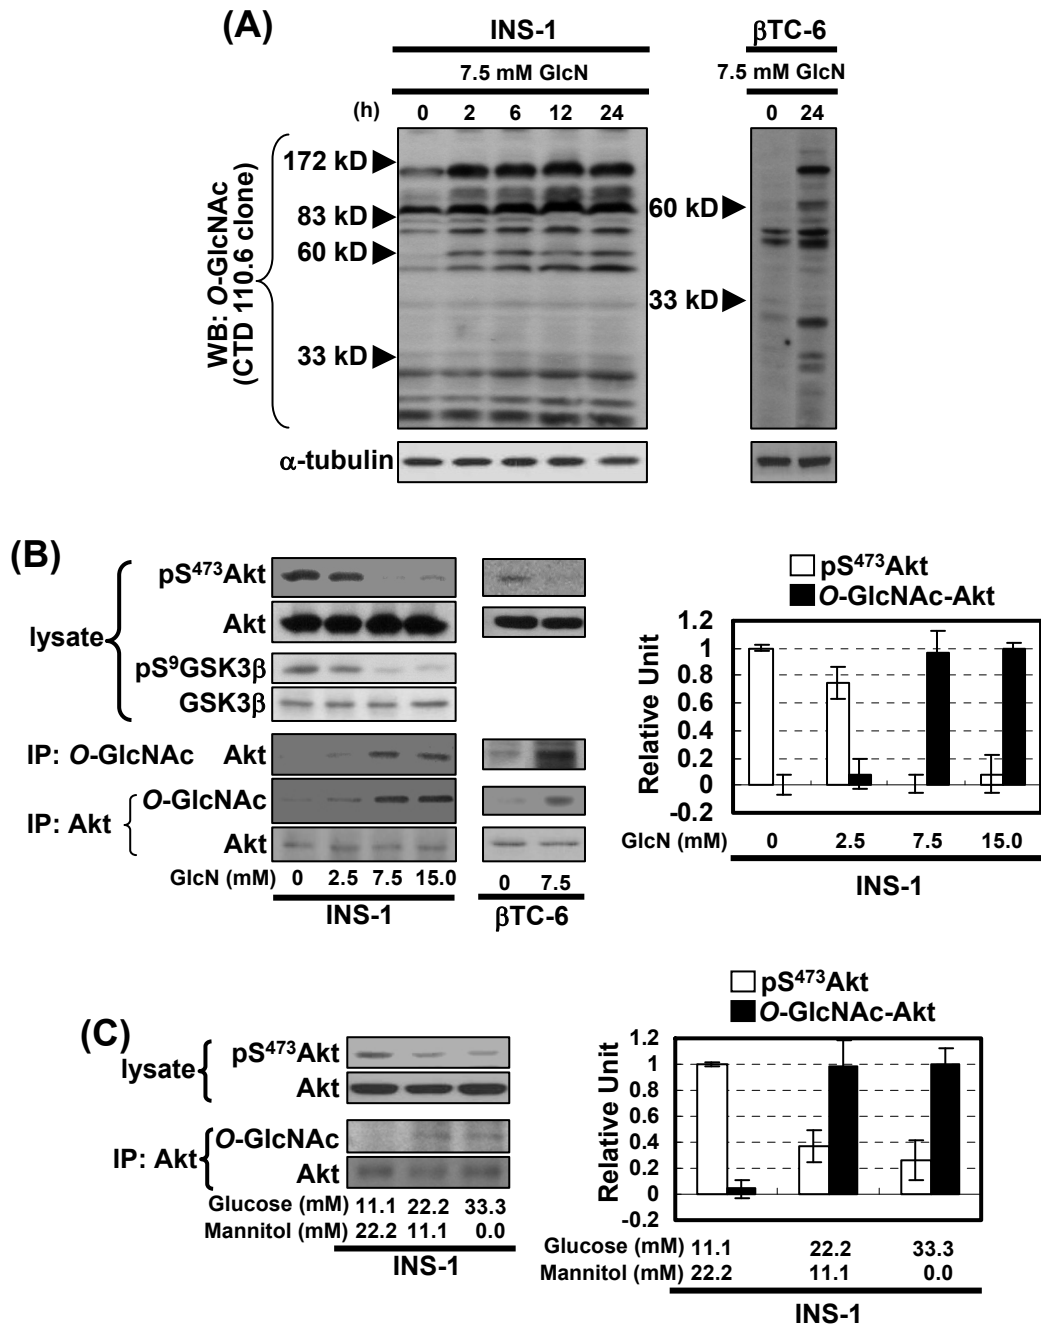 (A)
INS-1
βTC-6
7.5 mM GlcN
7.5 mM GlcN
(h) 0 2 6 12 24
0 24
WB: O-GlcNAc
(CTD 110.6 clone)
172 kD
83 kD
60 kD
33 kD
60 kD
33 kD
α-tubulin
(B)
lysate
pS473Akt
Akt
pS9GSK3β
GSK3β
IP: O-GlcNAc Akt
IP: Akt
O-GlcNAc
Akt
GlcN (mM) 0 2.5 7.5 15.0
INS-1
0 7.5
βTC-6
pS473Akt
O-GlcNAc-Akt
Relative Unit
1.2
1
0.8
0.6
0.4
0.2
0
-0.2
GlcN (mM) 0 2.5 7.5 15.0
INS-1
(C)
lysate
pS473Akt
Akt
IP: Akt
O-GlcNAc
Akt
Glucose (mM) 11.1 22.2 33.3
Mannitol (mM) 22.2 11.1 0.0
INS-1
pS473Akt
O-GlcNAc-Akt
Relative Unit
1.2
1
0.8
0.6
0.4
0.2
0
-0.2
Glucose (mM) 11.1 22.2 33.3
Mannitol (mM) 22.2 11.1 0.0
INS-1